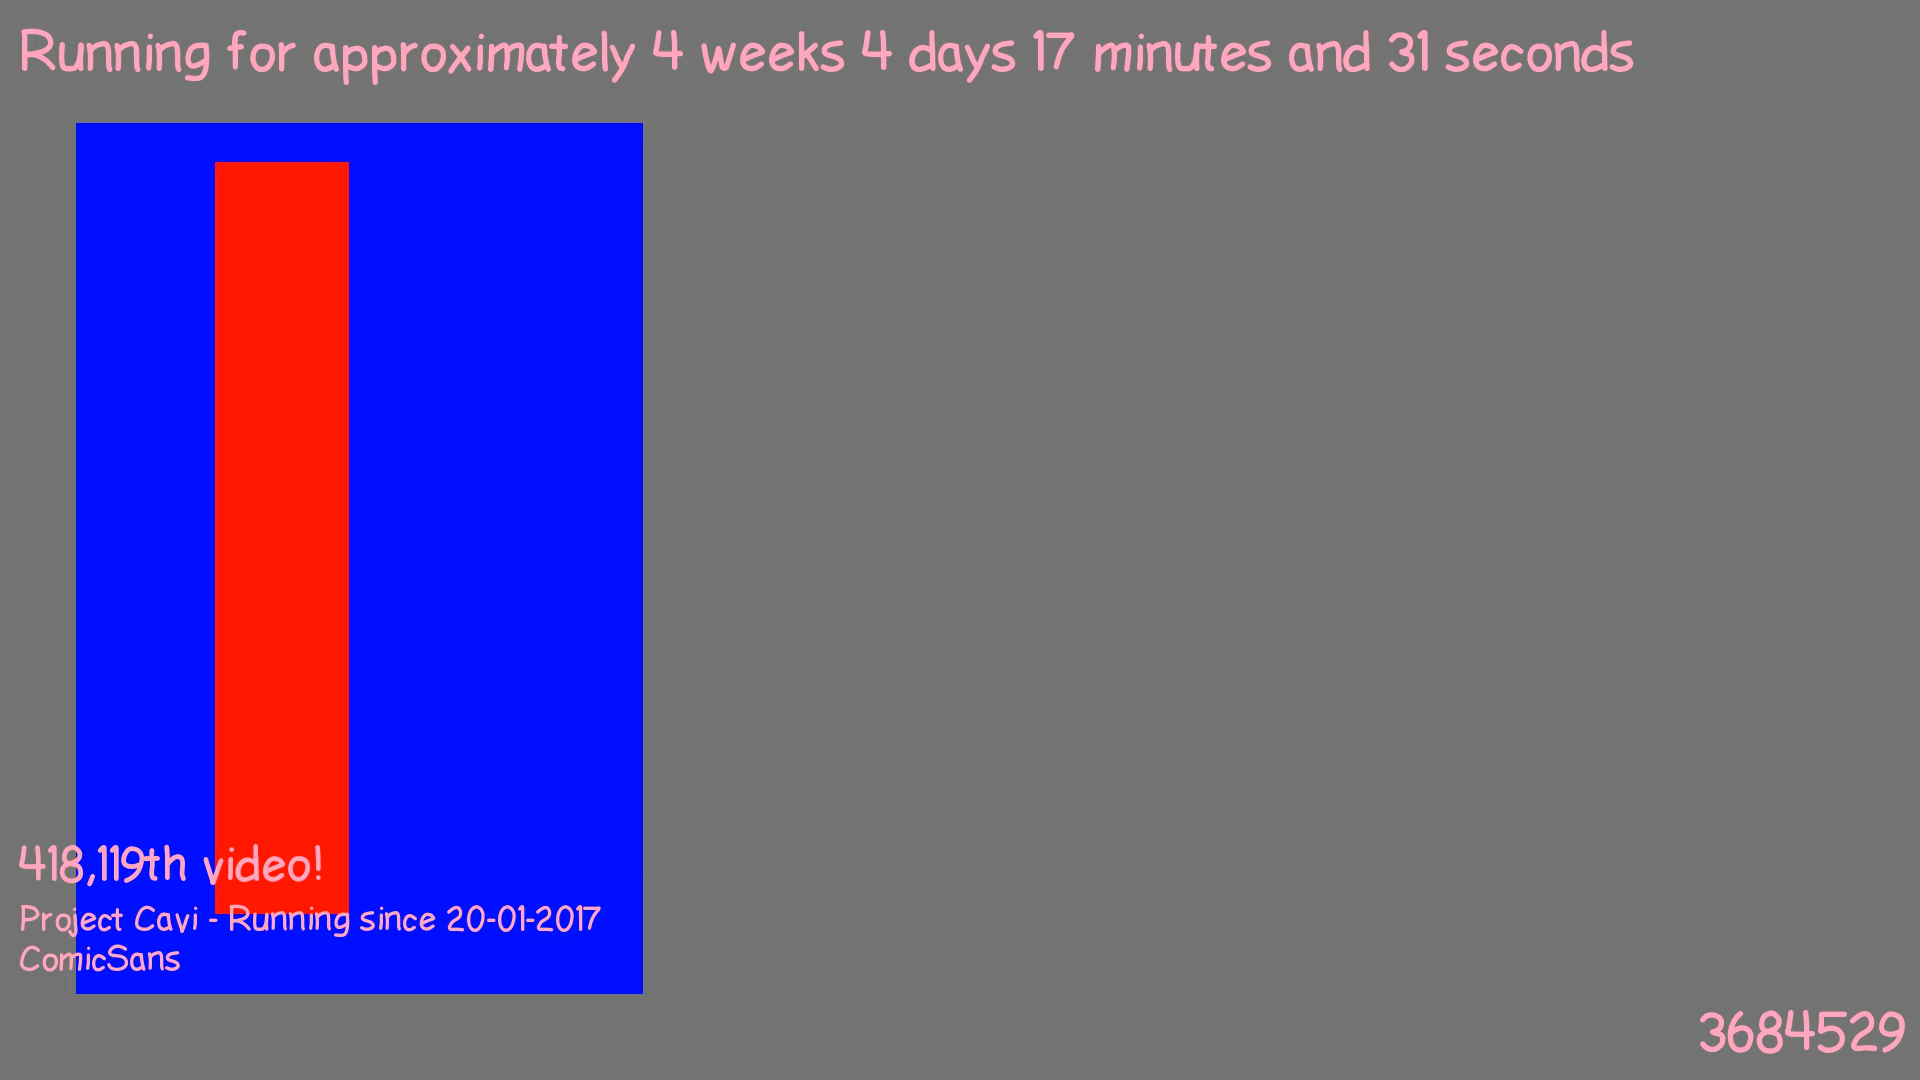 Running for approximately 4 weeks 4 days 17 minutes and 31 seconds
418,119th video!
Project Cavi - Running since 20-01-2017
ComicSans
3684529